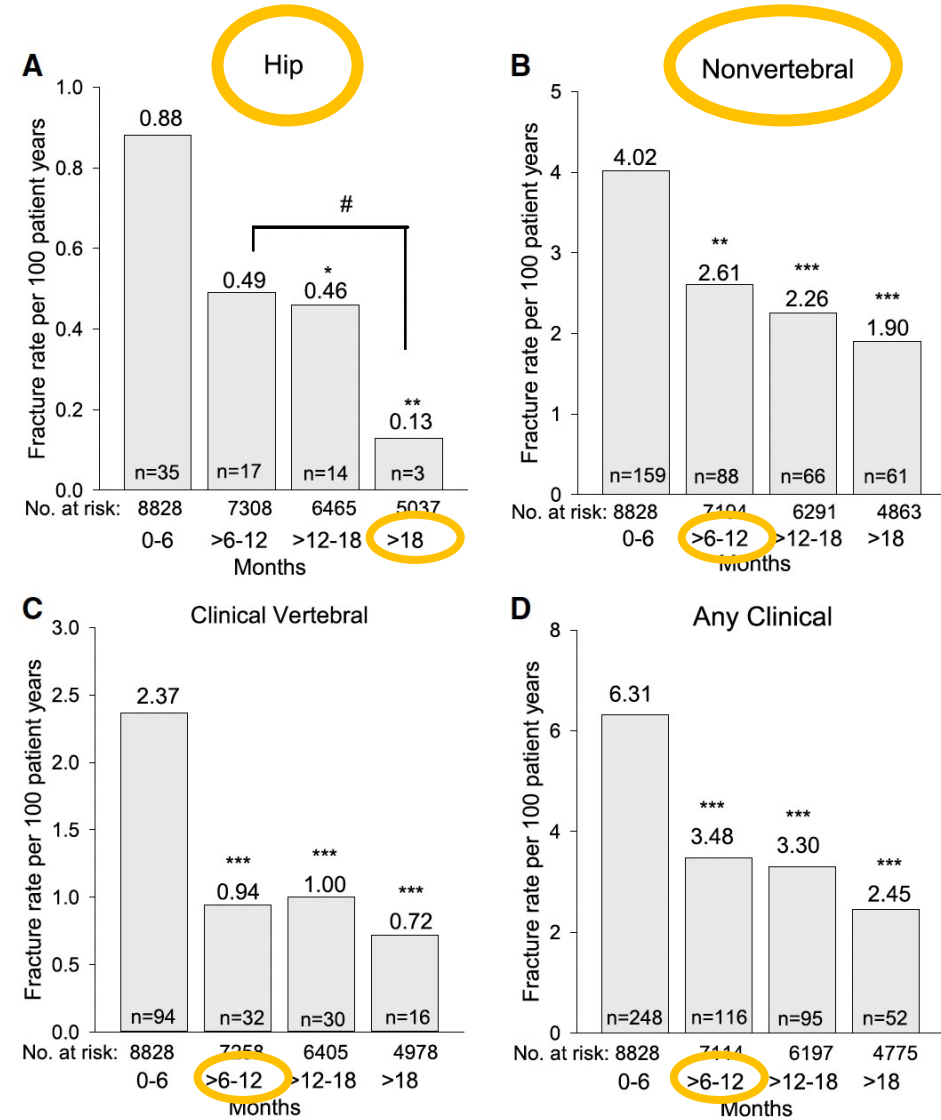 A
Hip
Fracture rate per 100 patient years
1.0
0.8
0.6
0.4
0.2
0.0
0.88
#
0.49
*
0.46
**
0.13
n=35 n=17 n=14 n=3
No. at risk: 8828 7308 6465 5037
0-6 >6-12 >12-18 >18
Months
B
Nonvertebral
Fracture rate per 100 patient years
5
4
3
2
1
0
4.02
**
2.61
***
2.26
***
1.90
n=159 n=88 n=66 n=61
No. at risk: 8828 6291 4863
0-6 >6-12 >12-18 >18
Months
C
Clinical Vertebral
Fracture rate per 100 patient years
3.0
2.5
2.0
1.5
1.0
0.5
0.0
2.37
***
0.94
***
1.00
***
0.72
n=94 n=32 n=30 n=16
No. at risk: 8828 6405 4978
0-6 >6-12 >12-18 >18
Months
D
Any Clinical
Fracture rate per 100 patient years
8
6
4
2
0
6.31
***
3.48
***
3.30
***
2.45
n=248 n=116 n=95 n=52
No. at risk: 8828 6197 4775
0-6 >6-12 >12-18 >18
Months